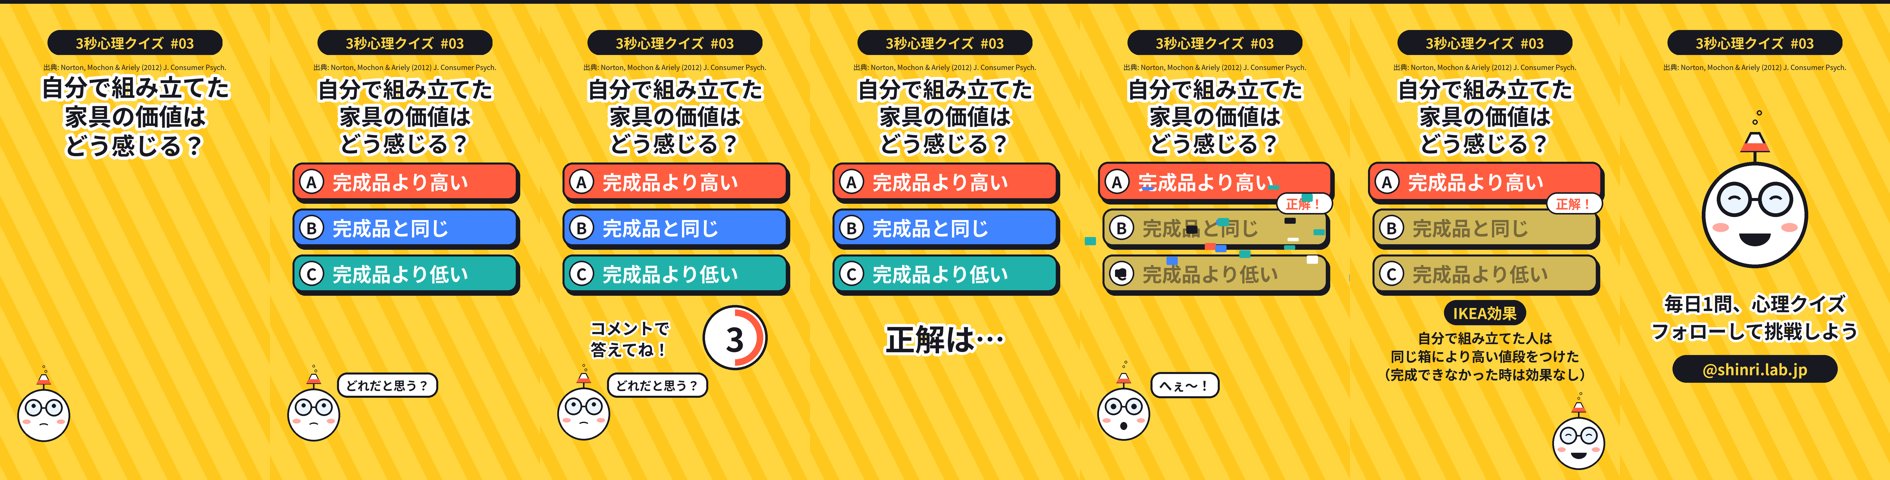 3秒心理クイズ #03
出典: Norton, Mochon & Ariely (2012) J. Consumer Psych.
自分で組み立てた
家具の価値は
どう感じる？
3秒心理クイズ #03
出典: Norton, Mochon & Ariely (2012) J. Consumer Psych.
自分で組み立てた
家具の価値は
どう感じる？
A 完成品より高い
B 完成品と同じ
C 完成品より低い
どれだと思う？
3秒心理クイズ #03
出典: Norton, Mochon & Ariely (2012) J. Consumer Psych.
自分で組み立てた
家具の価値は
どう感じる？
A 完成品より高い
B 完成品と同じ
C 完成品より低い
コメントで
答えてね！
3
どれだと思う？
3秒心理クイズ #03
出典: Norton, Mochon & Ariely (2012) J. Consumer Psych.
自分で組み立てた
家具の価値は
どう感じる？
A 完成品より高い
B 完成品と同じ
C 完成品より低い
正解は…
3秒心理クイズ #03
出典: Norton, Mochon & Ariely (2012) J. Consumer Psych.
自分で組み立てた
家具の価値は
どう感じる？
A 完成品より高い
正解！
B 完成品と同じ
完成品より低い
へぇ〜！
3秒心理クイズ #03
出典: Norton, Mochon & Ariely (2012) J. Consumer Psych.
自分で組み立てた
家具の価値は
どう感じる？
A 完成品より高い
正解！
B 完成品と同じ
C 完成品より低い
IKEA効果
自分で組み立てた人は
同じ箱により高い値段をつけた
（完成できなかった時は効果なし）
3秒心理クイズ #03
出典: Norton, Mochon & Ariely (2012) J. Consumer Psych.
毎日1問、心理クイズ
フォローして挑戦しよう
@shinri.lab.jp